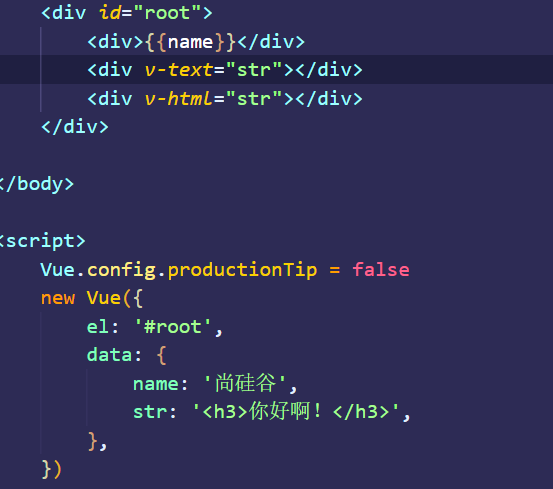 <div id="root">
<div>{{name}}</div>
<div v-text="str"></div>
<div v-html="str"></div>
</div>
</body>
<script>
Vue.config.productionTip = false
new Vue({
el: '#root',
data: {
name: '尚硅谷',
str: '<h3>你好啊！</h3>',
},
})